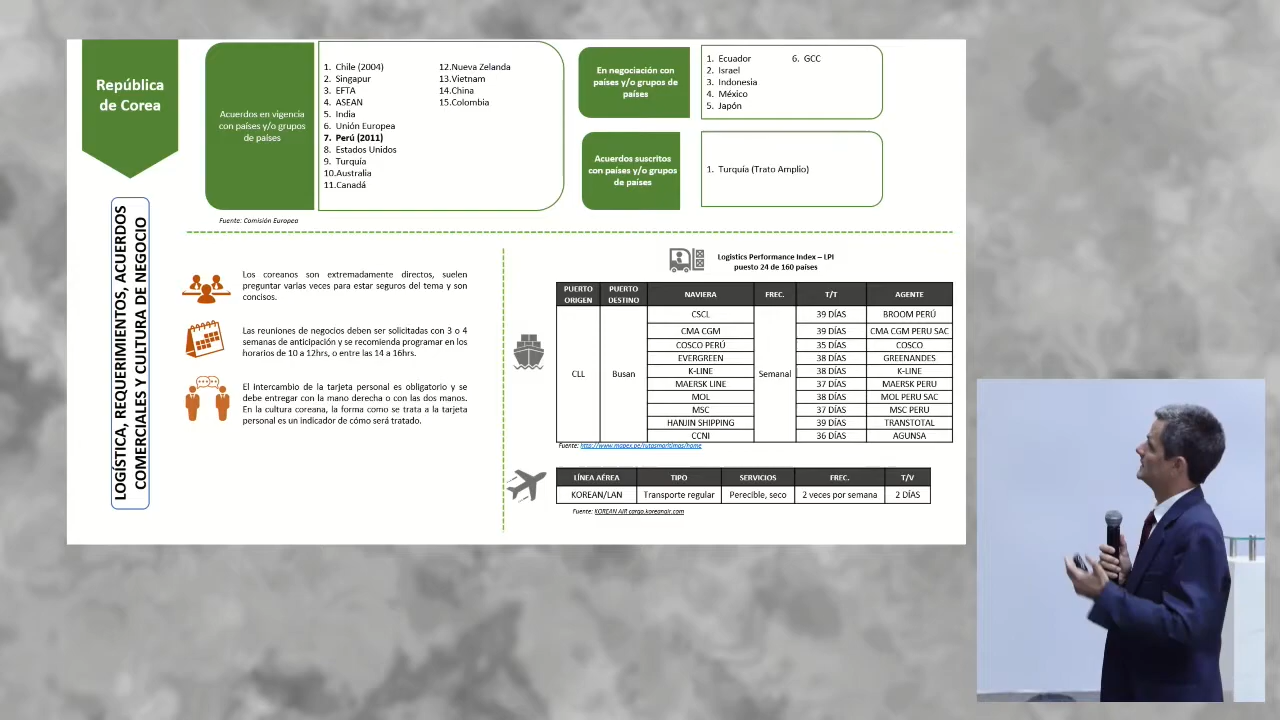 República
de Corea
Acuerdos en vigencia
con países y/o grupos
de países
1. Chile (2004)
2. Singapur
3. EFTA
4. ASEAN
5. India
6. Unión Europea
7. Perú (2011)
8. Estados Unidos
9. Turquía
10.Australia
11.Canadá
12.Nueva Zelanda
13.Vietnam
14.China
15.Colombia
En negociación con
países y/o grupos de
países
1. Ecuador
2. Israel
3. Indonesia
4. México
5. Japón
6. GCC
Acuerdos suscritos
con países y/o grupos
de países
1. Turquía (Trato Amplio)
Fuente: Comisión Europea
LOGÍSTICA, REQUERIMIENTOS, ACUERDOS
COMERCIALES Y CULTURA DE NEGOCIO
Los coreanos son extremadamente directos, suelen
preguntar varias veces para estar seguros del tema y son
concisos.
Las reuniones de negocios deben ser solicitadas con 3 o 4
semanas de anticipación y se recomienda programar en los
horarios de 10 a 12hrs, o entre las 14 a 16hrs.
El intercambio de la tarjeta personal es obligatorio y se
debe entregar con la mano derecha o con las dos manos.
En la cultura coreana, la forma como se trata a la tarjeta
personal es un indicador de cómo será tratado.
Logistics Performance Index – LPI
puesto 24 de 160 países
PUERTO ORIGEN PUERTO DESTINO NAVIERA FREC. T/T AGENTE
CSCL 39 DÍAS BROOM PERÚ
CMA CGM 39 DÍAS CMA CGM PERU SAC
COSCO PERÚ 35 DÍAS COSCO
EVERGREEN 38 DÍAS GREENANDES
CLL Busan K-LINE Semanal 38 DÍAS K-LINE
MAERSK LINE 37 DÍAS MAERSK PERU
MOL 38 DÍAS MOL PERU SAC
MSC 37 DÍAS MSC PERU
HANJIN SHIPPING 39 DÍAS TRANSTOTAL
CCNI 36 DÍAS AGUNSA
Fuente: http://www.mapex.pe/rutasmaritimas/home
LÍNEA AÉREA TIPO SERVICIOS FREC. T/V
KOREAN/LAN Transporte regular Perecible, seco 2 veces por semana 2 DÍAS
Fuente: KOREAN AIR cargo.koreanair.com